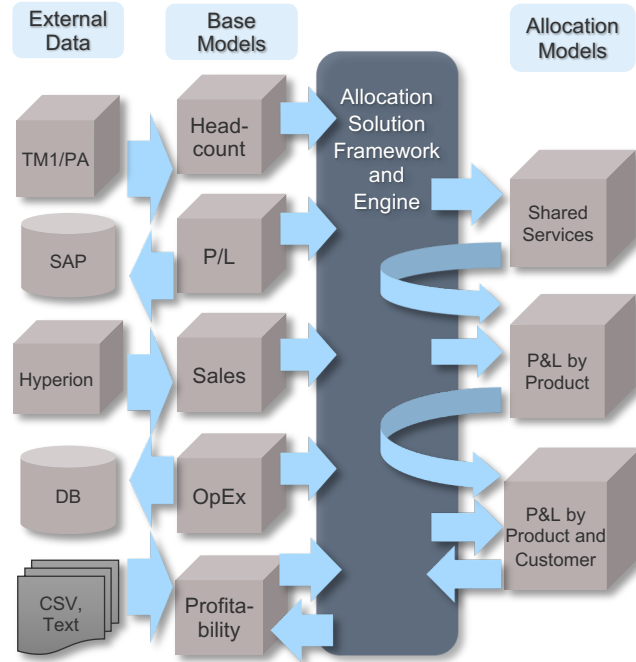 External
Data
Base
Models
Allocation
Models
TM1/PA
SAP
Hyperion
DB
CSV,
Text
Head-
count
P/L
Sales
OpEx
Profita-
bility
Allocation
Solution
Framework
and
Engine
Shared
Services
P&L by
Product
P&L by
Product and
Customer